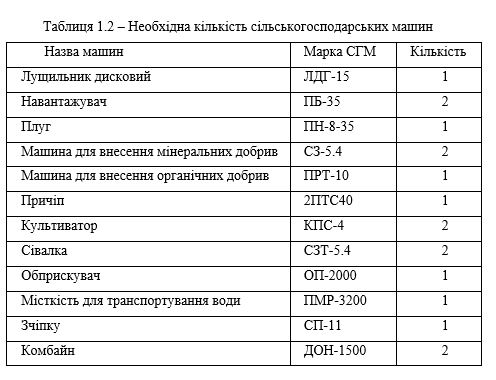 Таблиця 1.2 – Необхідна кількість сільськогосподарських машин
Назва машин Марка СГМ Кількість
Лущильник дисковий ЛДГ-15 1
Навантажувач ПБ-35 2
Плуг ПН-8-35 1
Машина для внесення мінеральних добрив СЗ-5.4 2
Машина для внесення органічних добрив ПРТ-10 1
Причіп 2ПТС40 1
Культиватор КПС-4 2
Сівалка СЗТ-5.4 2
Обприскувач ОП-2000 1
Місткість для транспортування води ПМР-3200 1
Зчіпку СП-11 1
Комбайн ДОН-1500 2